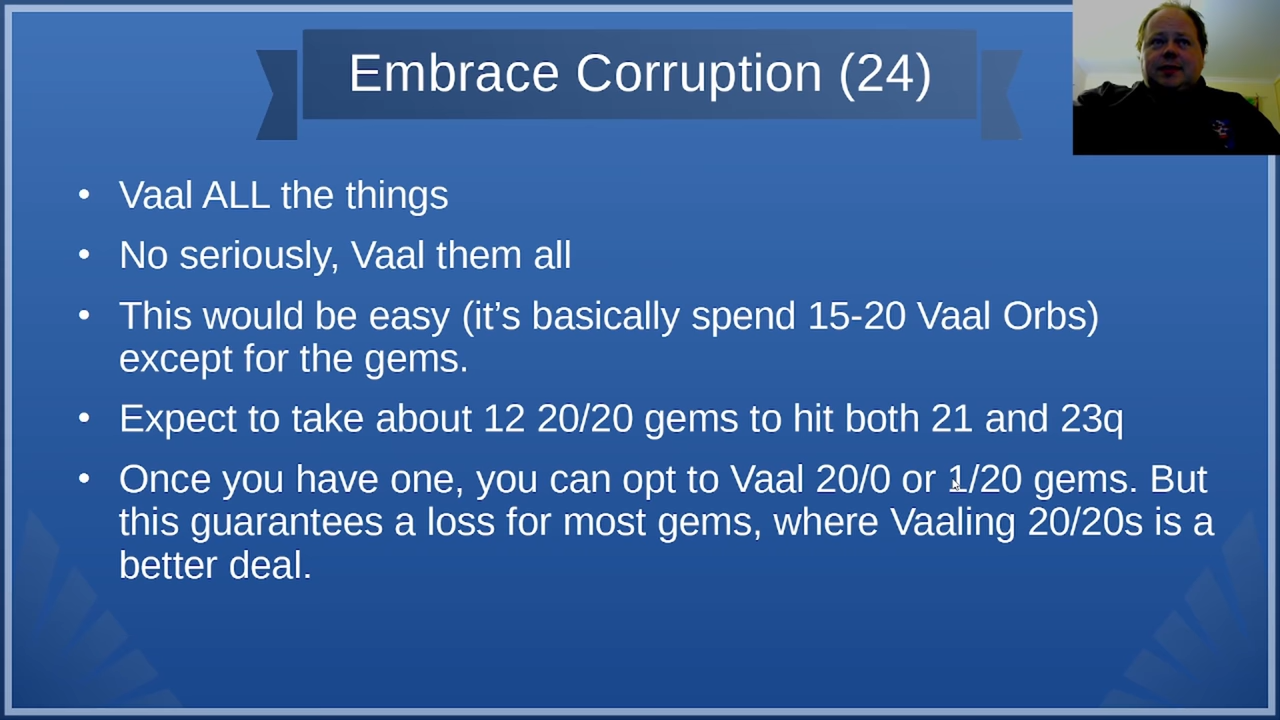 Embrace Corruption (24)
• Vaal ALL the things
• No seriously, Vaal them all
• This would be easy (it’s basically spend 15-20 Vaal Orbs)
except for the gems.
• Expect to take about 12 20/20 gems to hit both 21 and 23q
• Once you have one, you can opt to Vaal 20/0 or 1/20 gems. But
this guarantees a loss for most gems, where Vaaling 20/20s is a
better deal.